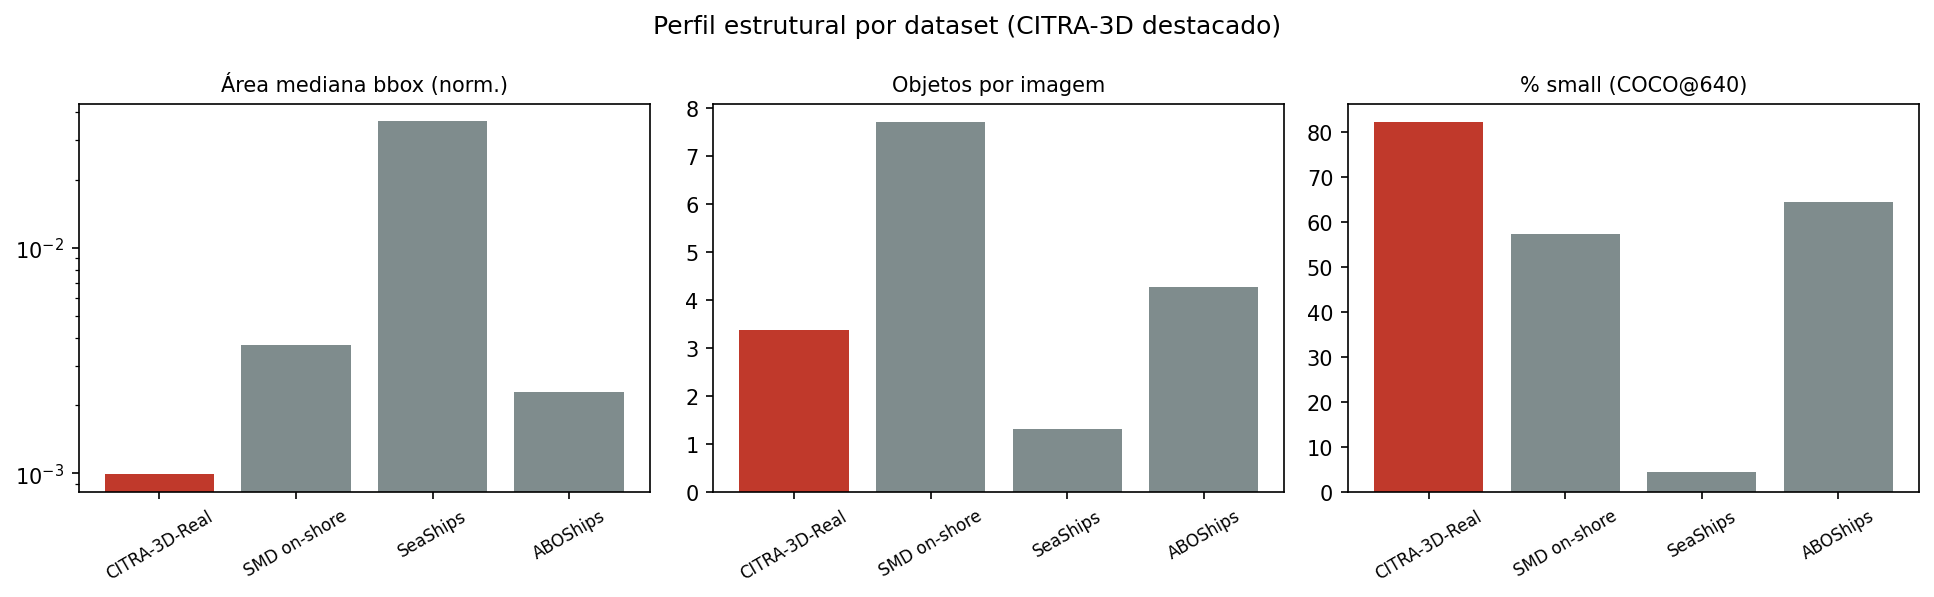 Perfil estrutural por dataset (CITRA-3D destacado)
Área mediana bbox (norm.)
10⁻²
10⁻³
CITRA-3D-Real
SMD on-shore
SeaShips
ABOShips
Objetos por imagem
8
7
6
5
4
3
2
1
0
CITRA-3D-Real
SMD on-shore
SeaShips
ABOShips
% small (COCO@640)
80
70
60
50
40
30
20
10
0
CITRA-3D-Real
SMD on-shore
SeaShips
ABOShips